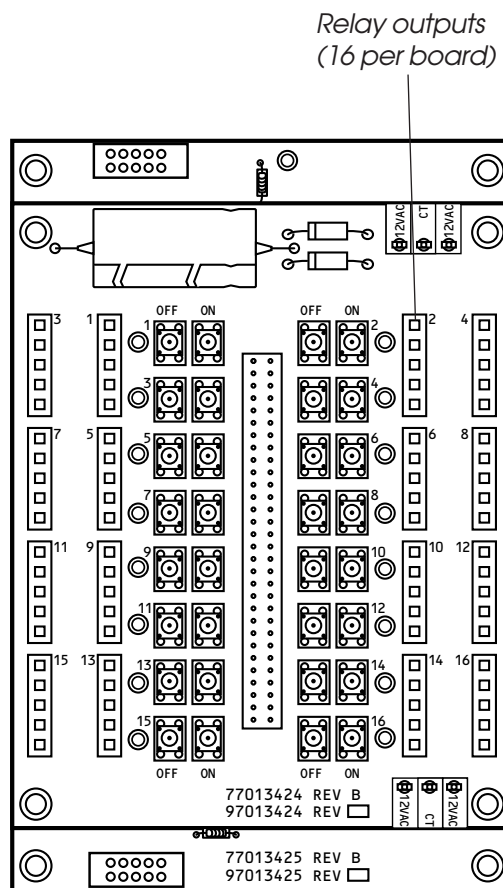 Relay outputs
(16 per board)
12VAC CT 12VAC
OFF ON OFF ON
3 1 1 2 2 4
3 4
7 5 5 6 6 8
7 8
11 9 9 10 10 12
11 12
15 13 13 14 14 16
15 16
OFF ON OFF ON
77013424 REV B
97013424 REV
12VAC CT 12VAC
77013425 REV B
97013425 REV